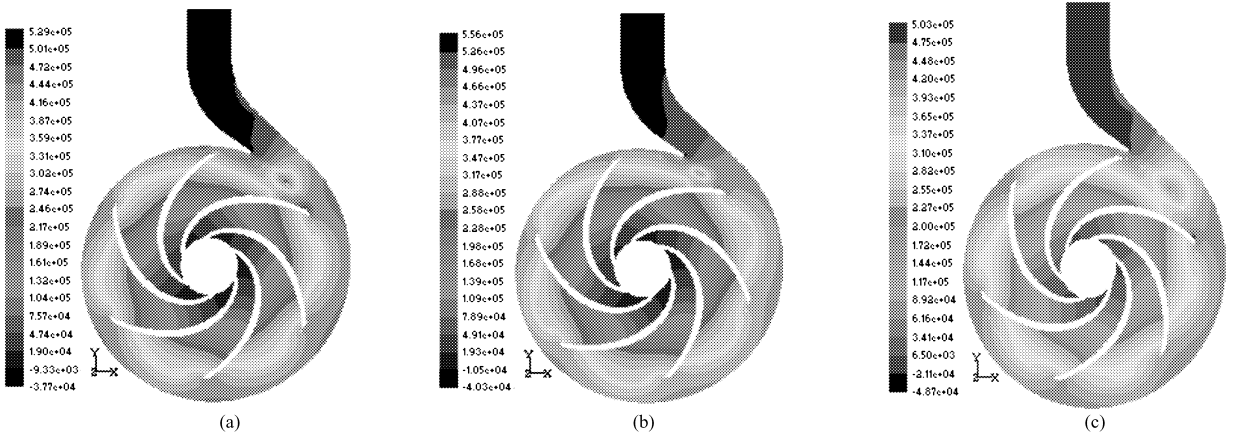 5.29e+05
5.01e+05
4.72e+05
4.44e+05
4.16e+05
3.87e+05
3.59e+05
3.31e+05
3.02e+05
2.74e+05
2.46e+05
2.17e+05
1.89e+05
1.61e+05
1.32e+05
1.04e+05
7.57e+04
4.74e+04
1.90e+04
-9.33e+03
-3.77e+04
Y
Z X
(a)
5.56e+05
5.26e+05
4.96e+05
4.66e+05
4.37e+05
4.07e+05
3.77e+05
3.47e+05
3.17e+05
2.88e+05
2.58e+05
2.28e+05
1.98e+05
1.68e+05
1.39e+05
1.09e+05
7.89e+04
4.91e+04
1.93e+04
-1.05e+04
-4.03e+04
Y
Z X
(b)
5.03e+05
4.75e+05
4.48e+05
4.20e+05
3.93e+05
3.65e+05
3.37e+05
3.10e+05
2.82e+05
2.55e+05
2.27e+05
2.00e+05
1.72e+05
1.44e+05
1.17e+05
8.92e+04
6.16e+04
3.41e+04
6.50e+03
-2.11e+04
-4.87e+04
Y
Z X
(c)